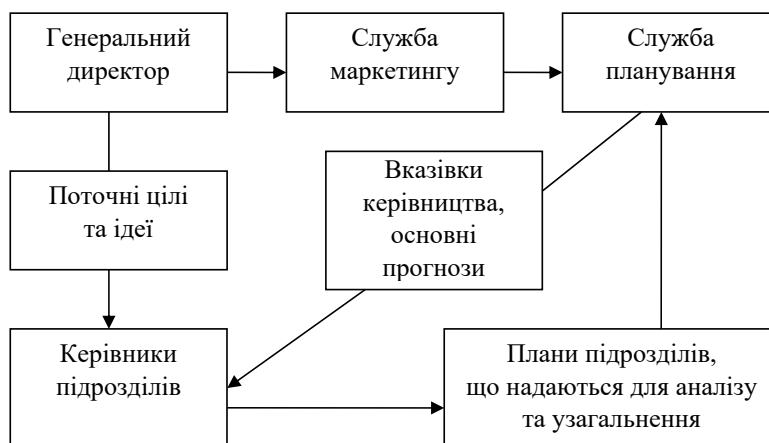 Генеральний
директор
Служба
маркетингу
Служба
планування
Поточні цілі
та ідеї
Вказівки
керівництва,
основні
прогнози
Керівники
підрозділів
Плани підрозділів,
що надаються для аналізу
та узагальнення